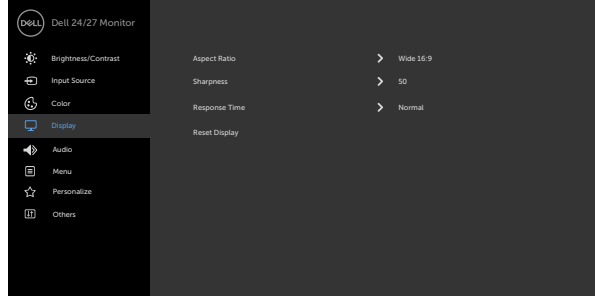 DELL Dell 24/27 Monitor
Brightness/Contrast
Input Source
Color
Display
Audio
Menu
Personalize
Others
Aspect Ratio Wide 16:9
Sharpness 50
Response Time Normal
Reset Display